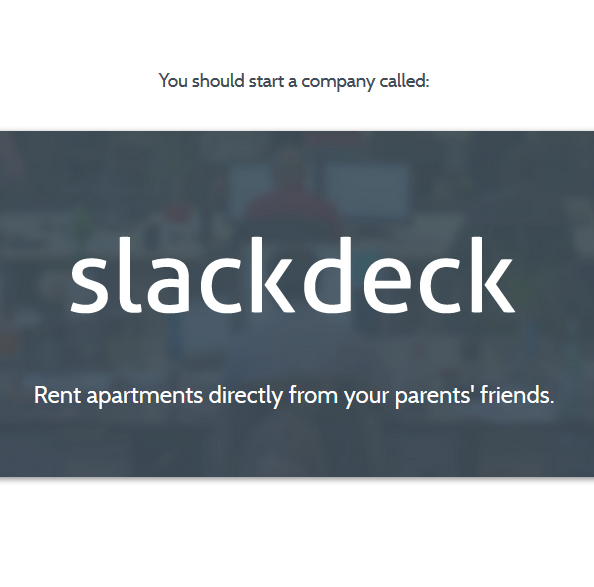 You should start a company called:
slackdeck
Rent apartments directly from your parents' friends.